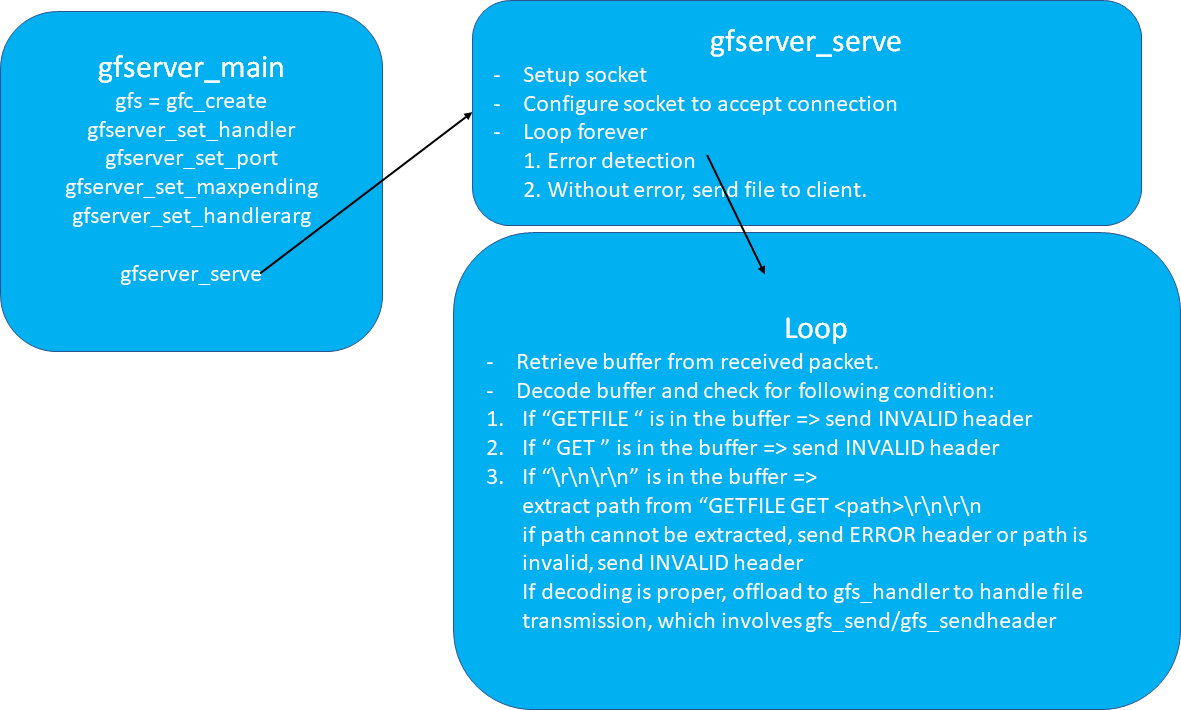 gfserver_main
gfs = gfc_create
gfserver_set_handler
gfserver_set_port
gfserver_set_maxpending
gfserver_set_handlerarg
gfserver_serve
gfserver_serve
- Setup socket
- Configure socket to accept connection
- Loop forever
1. Error detection
2. Without error, send file to client.
Loop
- Retrieve buffer from received packet.
- Decode buffer and check for following condition:
1. If “GETFILE “ is in the buffer => send INVALID header
2. If “ GET ” is in the buffer => send INVALID header
3. If “\r\n\r\n” is in the buffer =>
extract path from “GETFILE GET <path>\r\n\r\n
if path cannot be extracted, send ERROR header or path is
invalid, send INVALID header
If decoding is proper, offload to gfs_handler to handle file
transmission, which involves gfs_send/gfs_sendheader